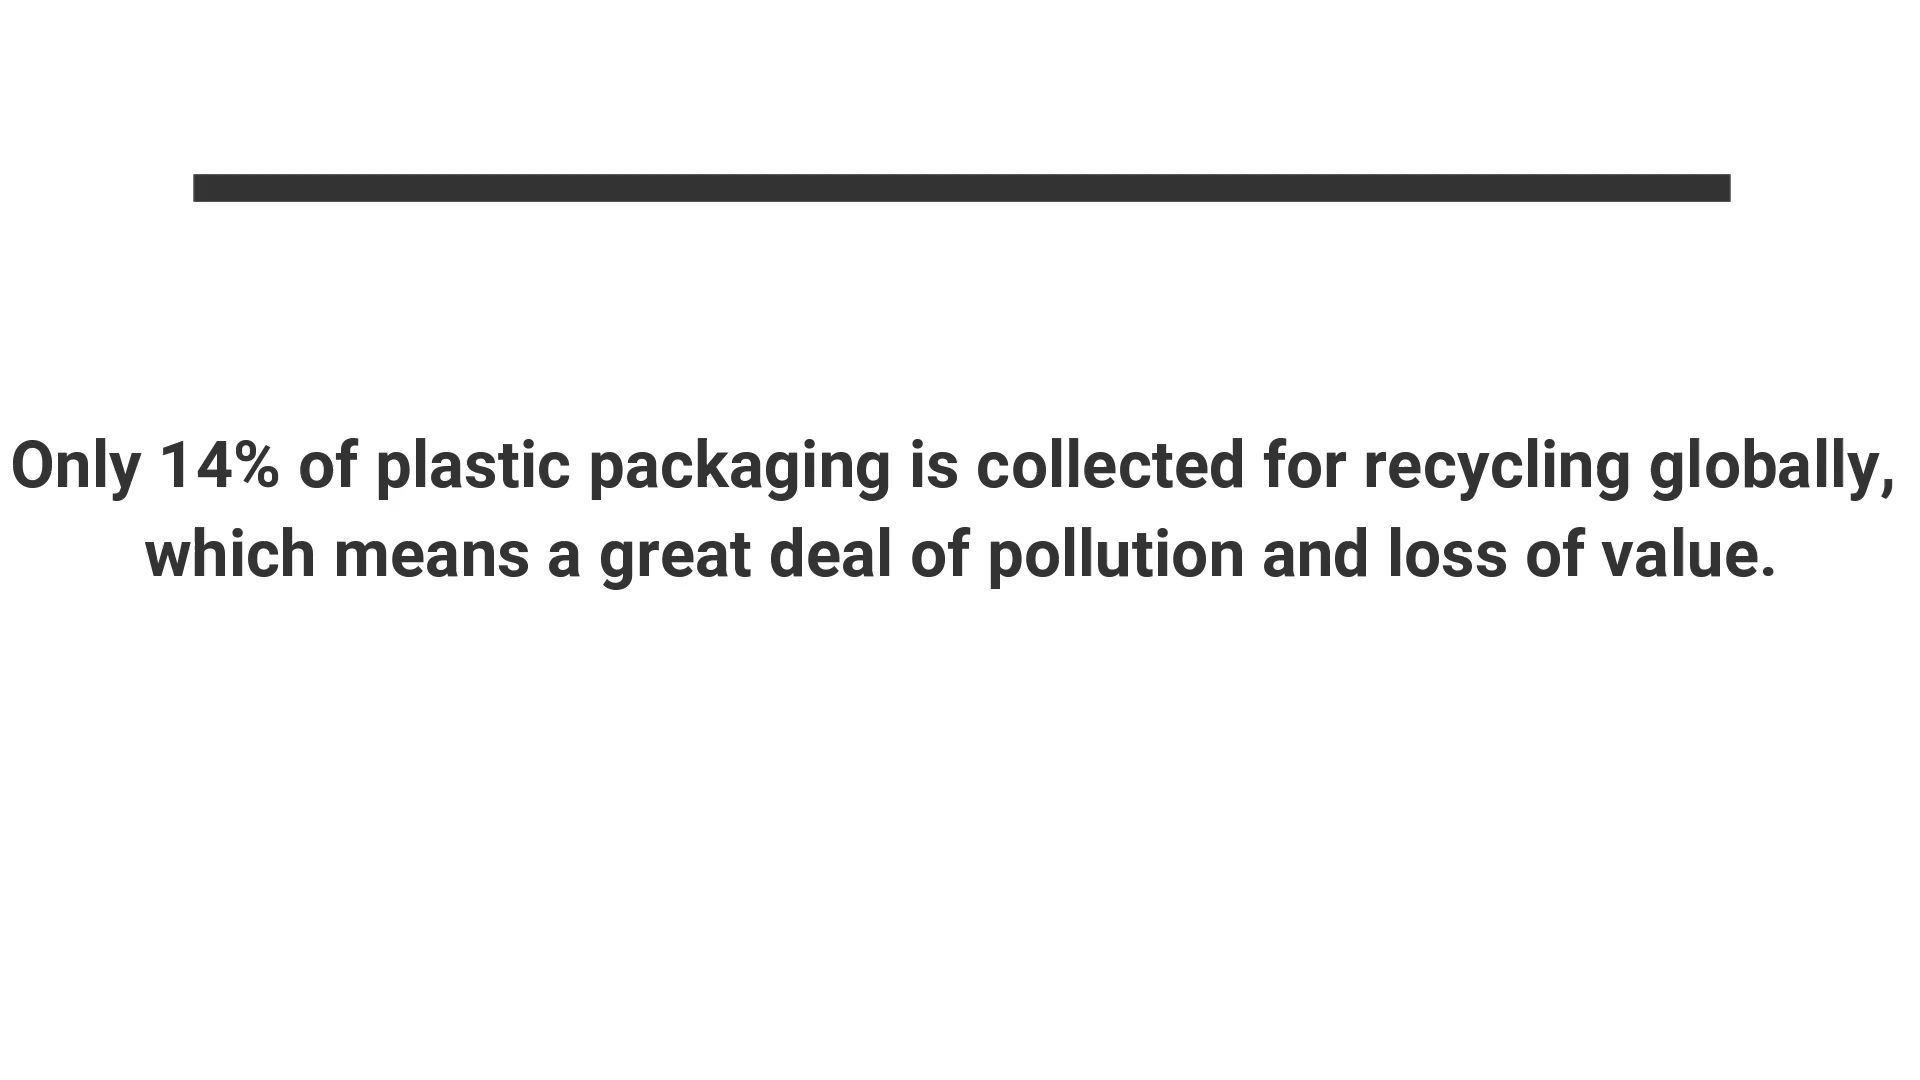 Only 14% of plastic packaging is collected for recycling globally,
which means a great deal of pollution and loss of value.